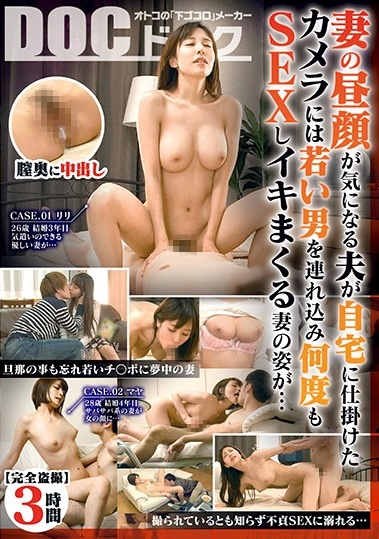 オトコの「下ゴコロ」メーカー
DOC
ドック
妻の昼顔が気になる夫が自宅に仕掛けた
カメラには若い男を連れ込み何度も
SEXしイキまくる妻の姿が…
膣奥に中出し
CASE.01 リリ
26歳 結婚3年目
気遣いのできる
優しい妻が…
旦那の事も忘れ若いチ○ポに夢中の妻
CASE.02 マヤ
28歳 結婚4年目
サバサバ系の妻が
女の顔に…
【完全盗撮】
3時間
撮られているとも知らず不貞SEXに溺れる…